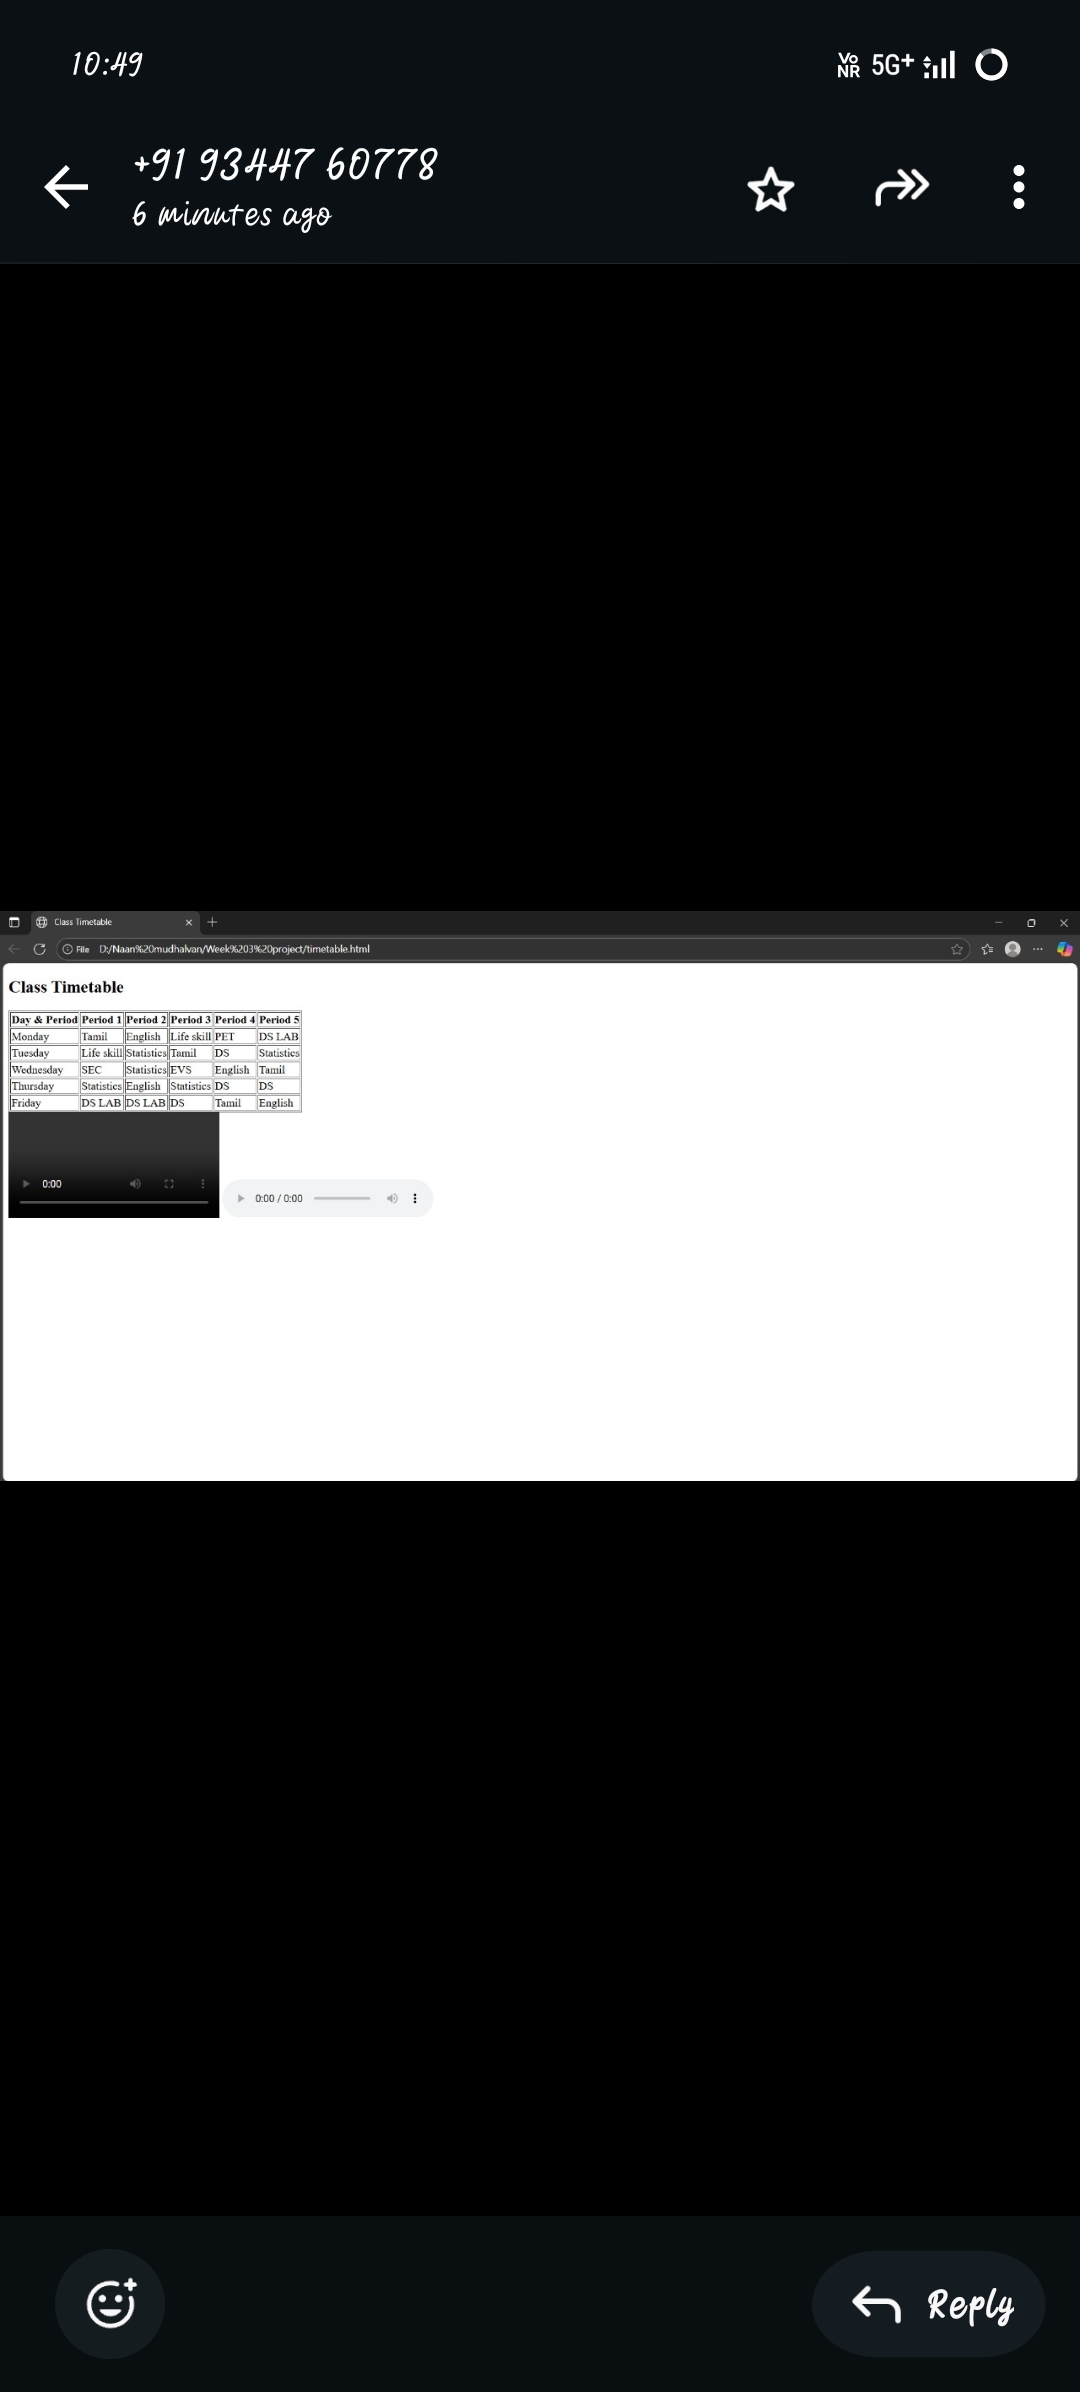 10:49
Vo NR 5G+
+91 93447 60778
6 minutes ago
Class Timetable
File D:/Naan%20mudhalvan/Week%203%20project/timetable.html
Class Timetable
Day & Period Period 1 Period 2 Period 3 Period 4 Period 5
Monday Tamil English Life skill PET DS LAB
Tuesday Life skill Statistics Tamil DS Statistics
Wednesday SEC Statistics EVS English Tamil
Thursday Statistics English Statistics DS DS
Friday DS LAB DS LAB DS Tamil English
0:00
0:00 / 0:00
Reply